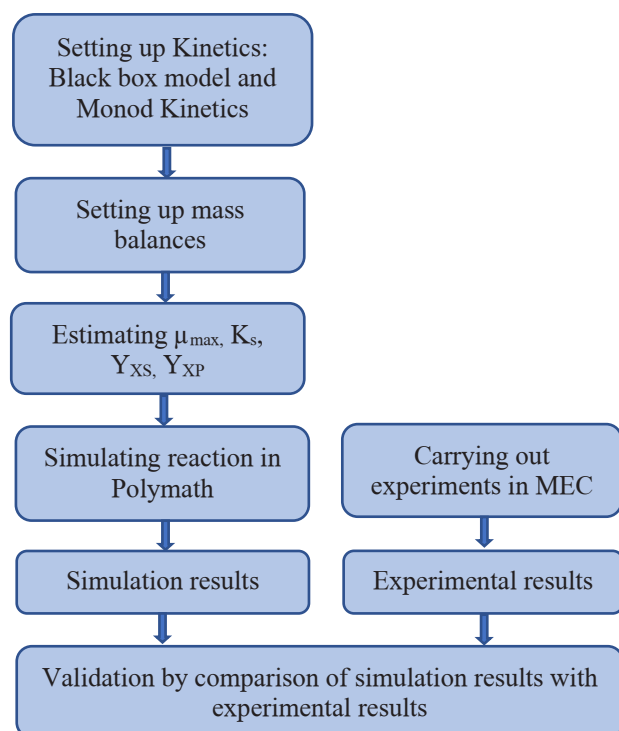 Setting up Kinetics:
Black box model and
Monod Kinetics
Setting up mass
balances
Estimating µmax, Ks,
YXS, YXP
Simulating reaction in
Polymath
Carrying out
experiments in MEC
Simulation results
Experimental results
Validation by comparison of simulation results with
experimental results